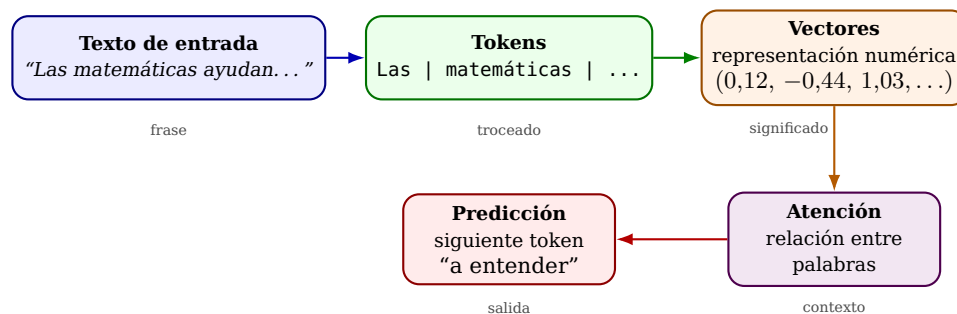 Texto de entrada
“Las matemáticas ayudan. . . ”
frase
Tokens
Las | matemáticas | ...
troceado
Vectores
representación numérica
(0,12, −0,44, 1,03, . . .)
significado
Atención
relación entre
palabras
contexto
Predicción
siguiente token
“a entender”
salida